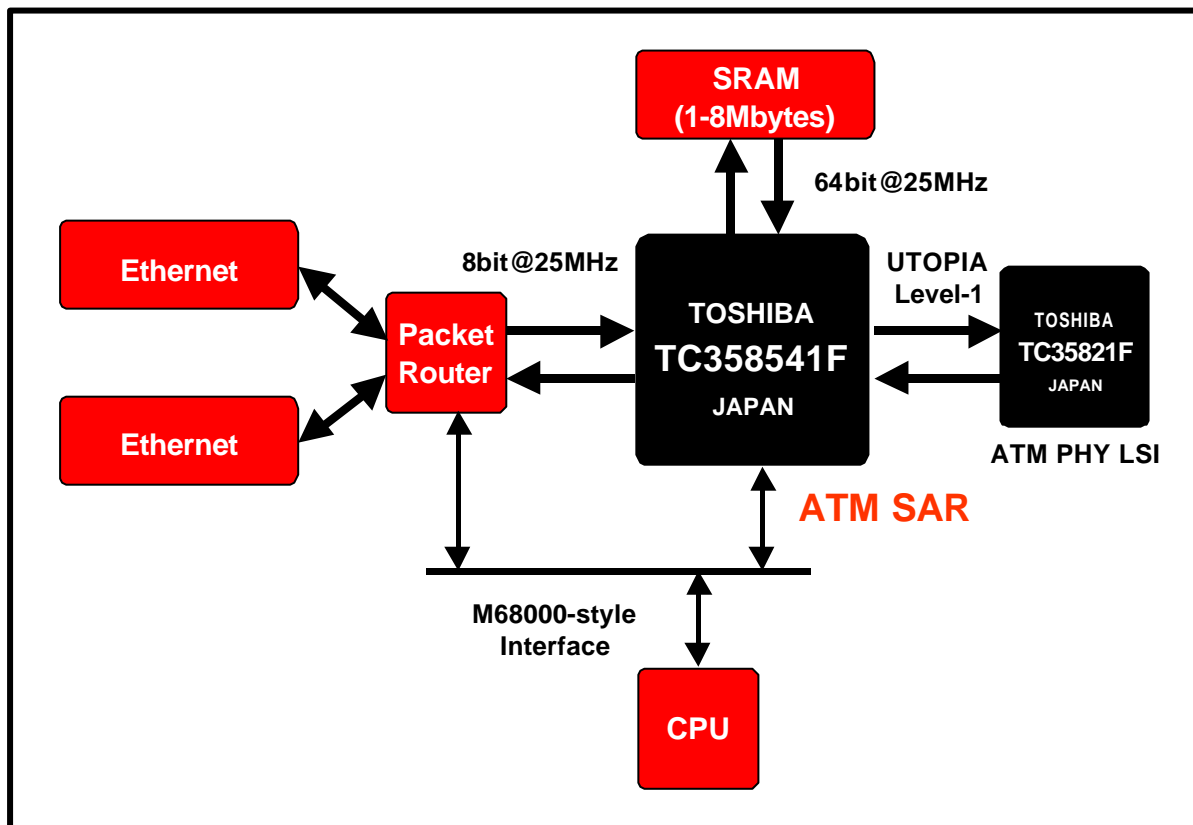 SRAM
(1-8Mbytes)
64bit@25MHz
Ethernet
8bit@25MHz
UTOPIA
Level-1
Packet
Router
TOSHIBA
TC358541F
JAPAN
TOSHIBA
TC35821F
JAPAN
Ethernet
ATM PHY LSI
ATM SAR
M68000-style
Interface
CPU